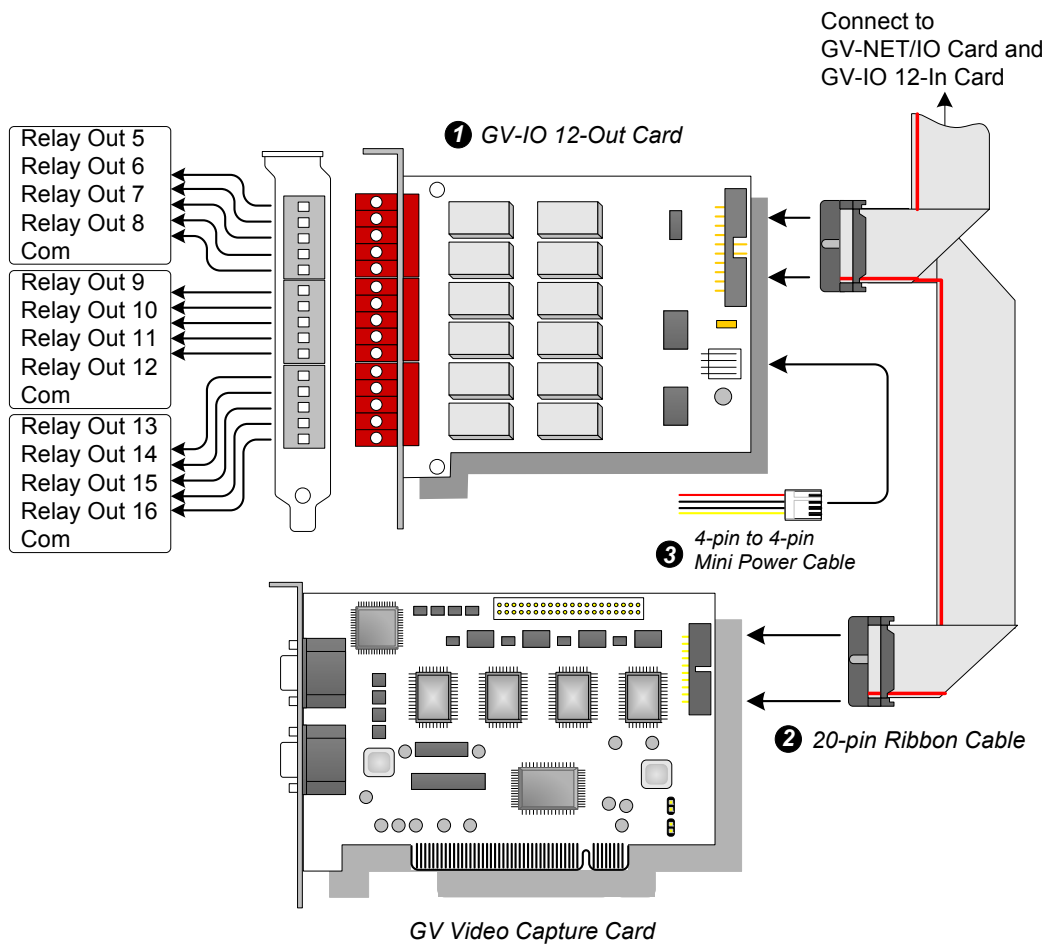 Connect to
GV-NET/IO Card and
GV-IO 12-In Card
1 GV-IO 12-Out Card
Relay Out 5
Relay Out 6
Relay Out 7
Relay Out 8
Com
Relay Out 9
Relay Out 10
Relay Out 11
Relay Out 12
Com
Relay Out 13
Relay Out 14
Relay Out 15
Relay Out 16
Com
3 4-pin to 4-pin
Mini Power Cable
2 20-pin Ribbon Cable
GV Video Capture Card